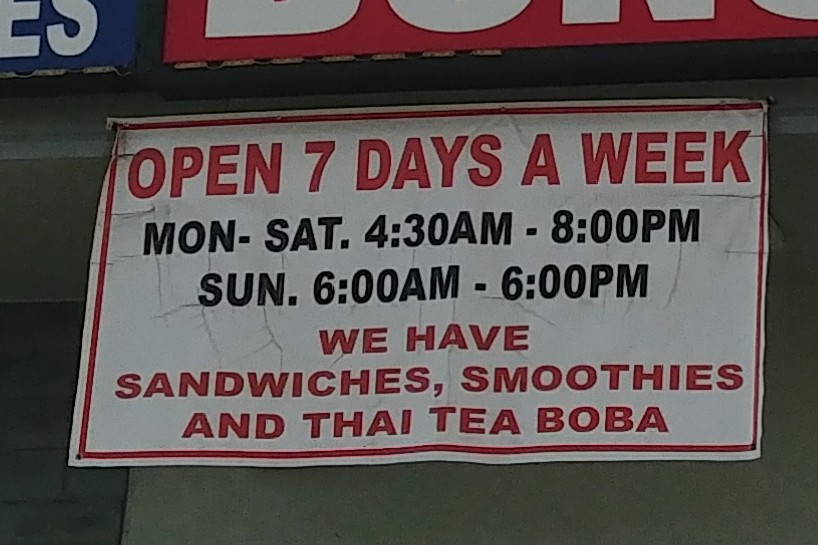 OPEN 7 DAYS A WEEK
MON- SAT. 4:30AM - 8:00PM
SUN. 6:00AM - 6:00PM
WE HAVE
SANDWICHES, SMOOTHIES
AND THAI TEA BOBA